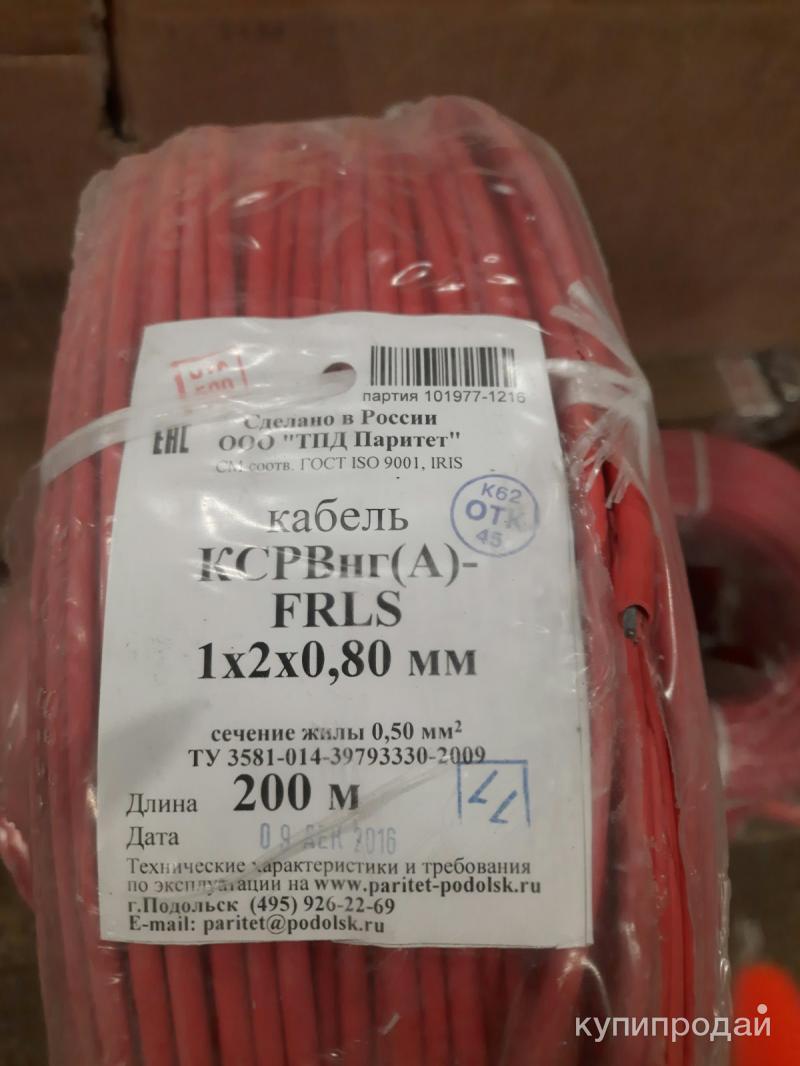 партия 101977-1216
Сделано в России
EAC ООО "ТПД Паритет"
СМ соотв. ГОСТ ISO 9001, IRIS
К62
ОТК
45
кабель
КСРВнг(А)-
FRLS
1х2х0,80 мм
сечение жилы 0,50 мм²
ТУ 3581-014-39793330-2009
Длина 200 м
Дата 09 ДЕК 2016
Технические характеристики и требования
по эксплуатации на www.paritet-podolsk.ru
г.Подольск (495) 926-22-69
E-mail: paritet@podolsk.ru
купипродай